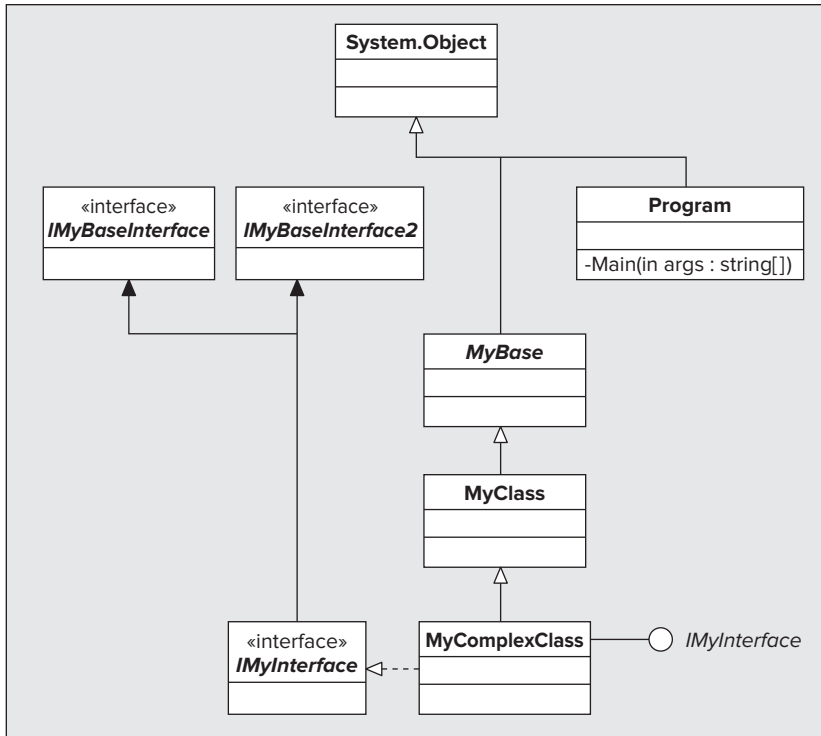 System.Object
«interface»
IMyBaseInterface
«interface»
IMyBaseInterface2
Program
-Main(in args : string[])
MyBase
MyClass
«interface»
IMyInterface
MyComplexClass
IMyInterface